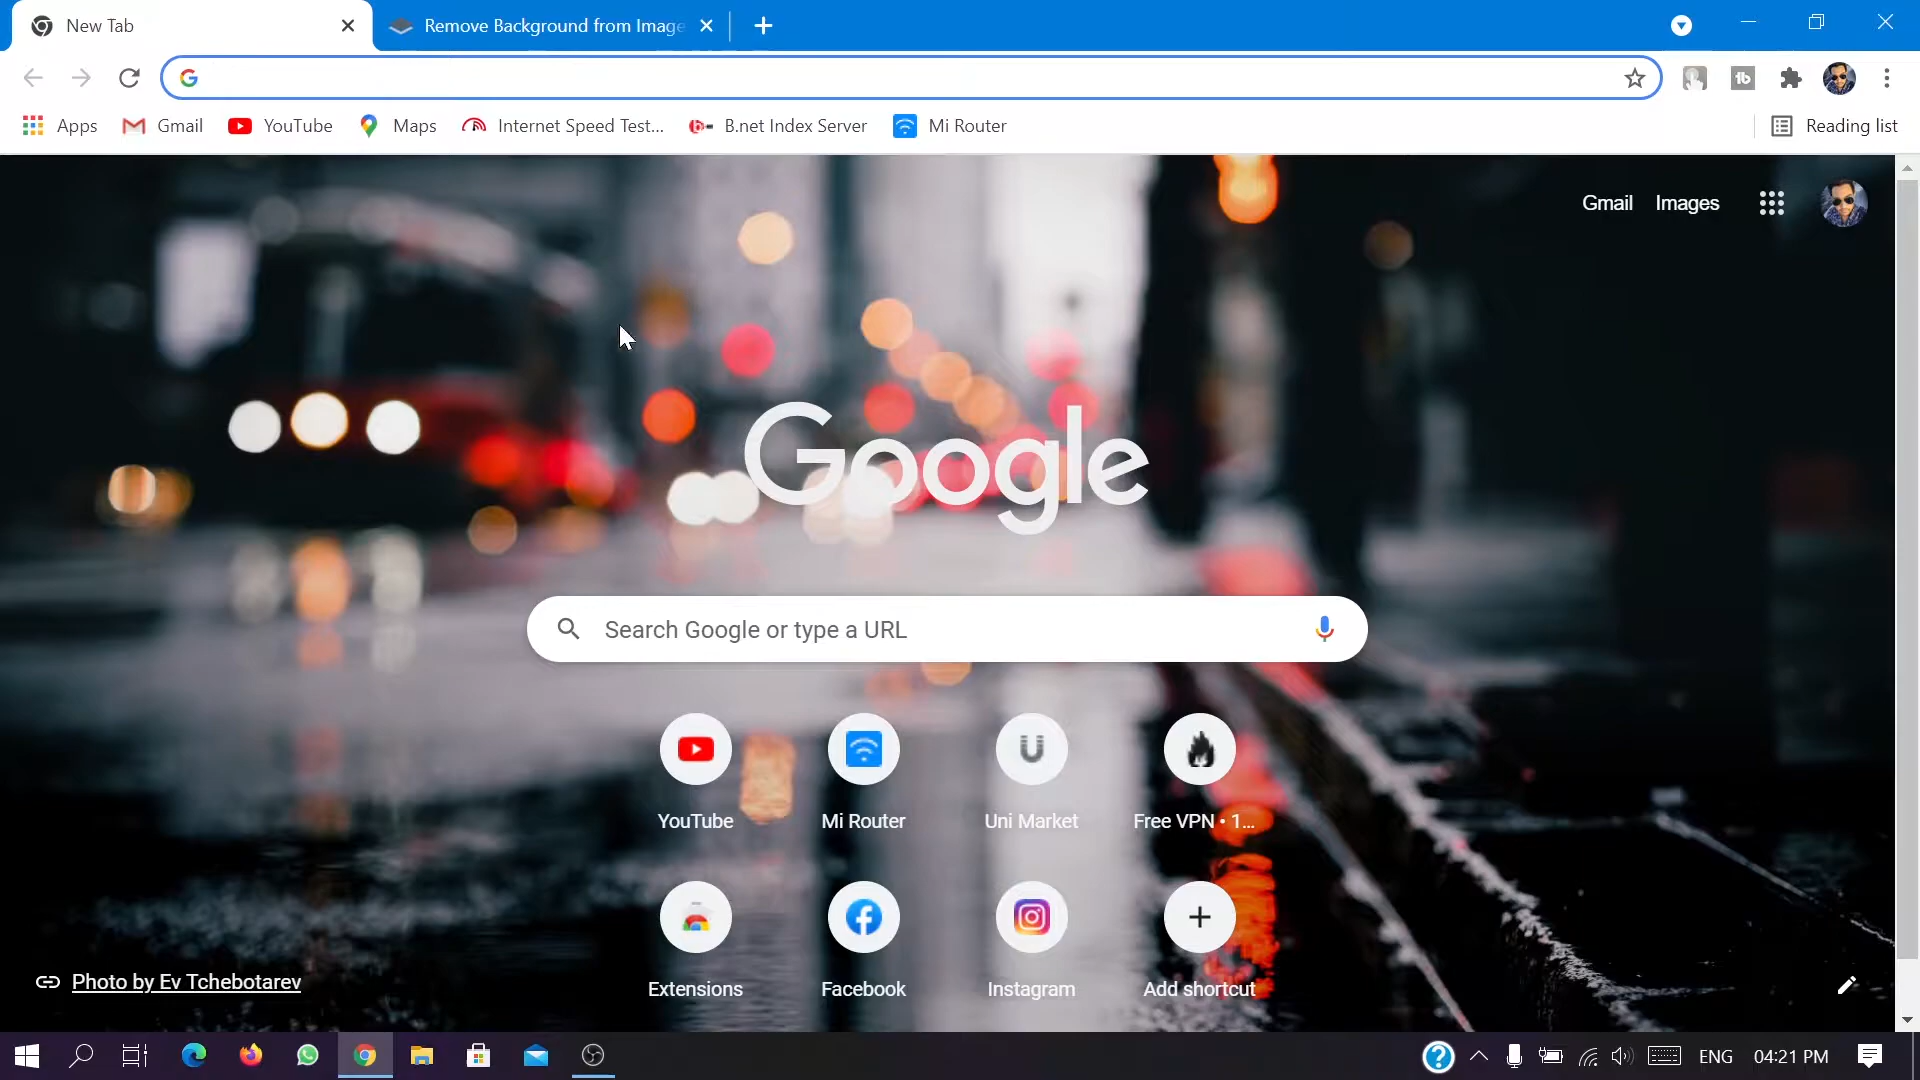 New Tab
Remove Background from Image
Apps
Gmail
YouTube
Maps
Internet Speed Test...
B.net Index Server
Mi Router
Reading list
Gmail
Images
Google
Search Google or type a URL
YouTube
Mi Router
Uni Market
Free VPN • 1...
Extensions
Facebook
Instagram
Add shortcut
Photo by Ev Tchebotarev
ENG
04:21 PM